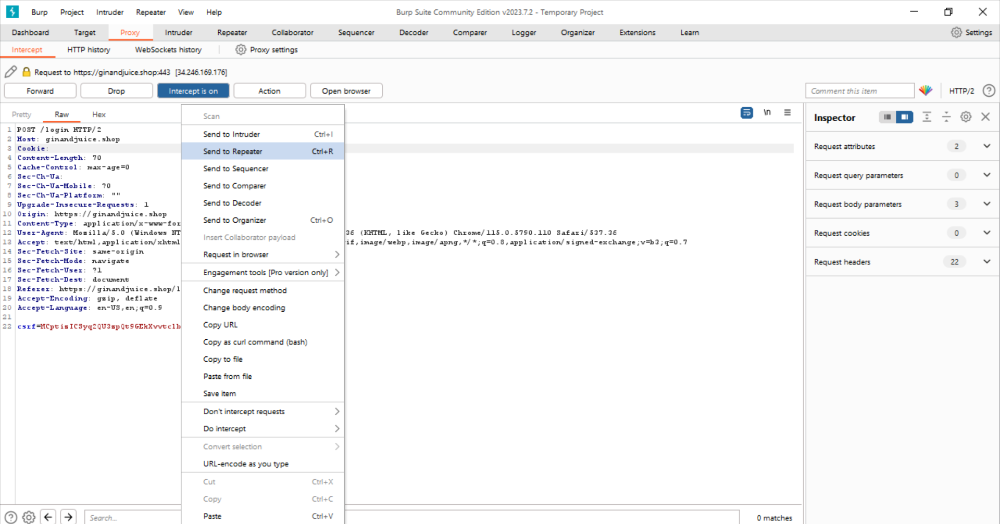 Burp Project Intruder Repeater View Help Burp Suite Community Edition v2023.7.2 - Temporary Project
Dashboard Target Proxy Intruder Repeater Collaborator Sequencer Decoder Comparer Logger Organizer Extensions Learn Settings
Intercept HTTP history WebSockets history Proxy settings
Request to https://ginandjuice.shop:443 [34.246.169.176]
Forward Drop Intercept is on Action Open browser Comment this item HTTP/2
Pretty Raw Hex \n
1 POST /login HTTP/2
2 Host: ginandjuice.shop
3 Cookie:
4 Content-Length: 70
5 Cache-Control: max-age=0
6 Sec-Ch-Ua:
7 Sec-Ch-Ua-Mobile: ?0
8 Sec-Ch-Ua-Platform: ""
9 Upgrade-Insecure-Requests: 1
10 Origin: https://ginandjuice.shop
11 Content-Type: application/x-www-for
12 User-Agent: Mozilla/5.0 (Windows NT 36 (KHTML, like Gecko) Chrome/115.0.5790.110 Safari/537.36
13 Accept: text/html,application/xhtml if,image/webp,image/apng,*/*;q=0.8,application/signed-exchange;v=b3;q=0.7
14 Sec-Fetch-Site: same-origin
15 Sec-Fetch-Mode: navigate
16 Sec-Fetch-User: ?1
17 Sec-Fetch-Dest: document
18 Referer: https://ginandjuice.shop/l
19 Accept-Encoding: gzip, deflate
20 Accept-Language: en-US,en;q=0.9
21
22 csrf=HCptizICSyq2QU3zpQt9GEkXvvtclb
Scan
Send to Intruder Ctrl+I
Send to Repeater Ctrl+R
Send to Sequencer
Send to Comparer
Send to Decoder
Send to Organizer Ctrl+O
Insert Collaborator payload
Request in browser
Engagement tools [Pro version only]
Change request method
Change body encoding
Copy URL
Copy as curl command (bash)
Copy to file
Paste from file
Save item
Don't intercept requests
Do intercept
Convert selection
URL-encode as you type
Cut Ctrl+X
Copy Ctrl+C
Paste Ctrl+V
Inspector
Request attributes 2
Request query parameters 0
Request body parameters 3
Request cookies 0
Request headers 22
Search... 0 matches